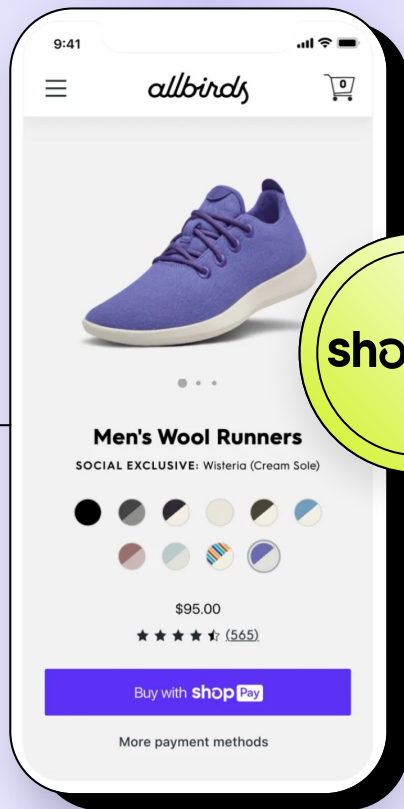 9:41
allbirds
0
sho
Men's Wool Runners
SOCIAL EXCLUSIVE: Wisteria (Cream Sole)
$95.00
(565)
Buy with shop Pay
More payment methods